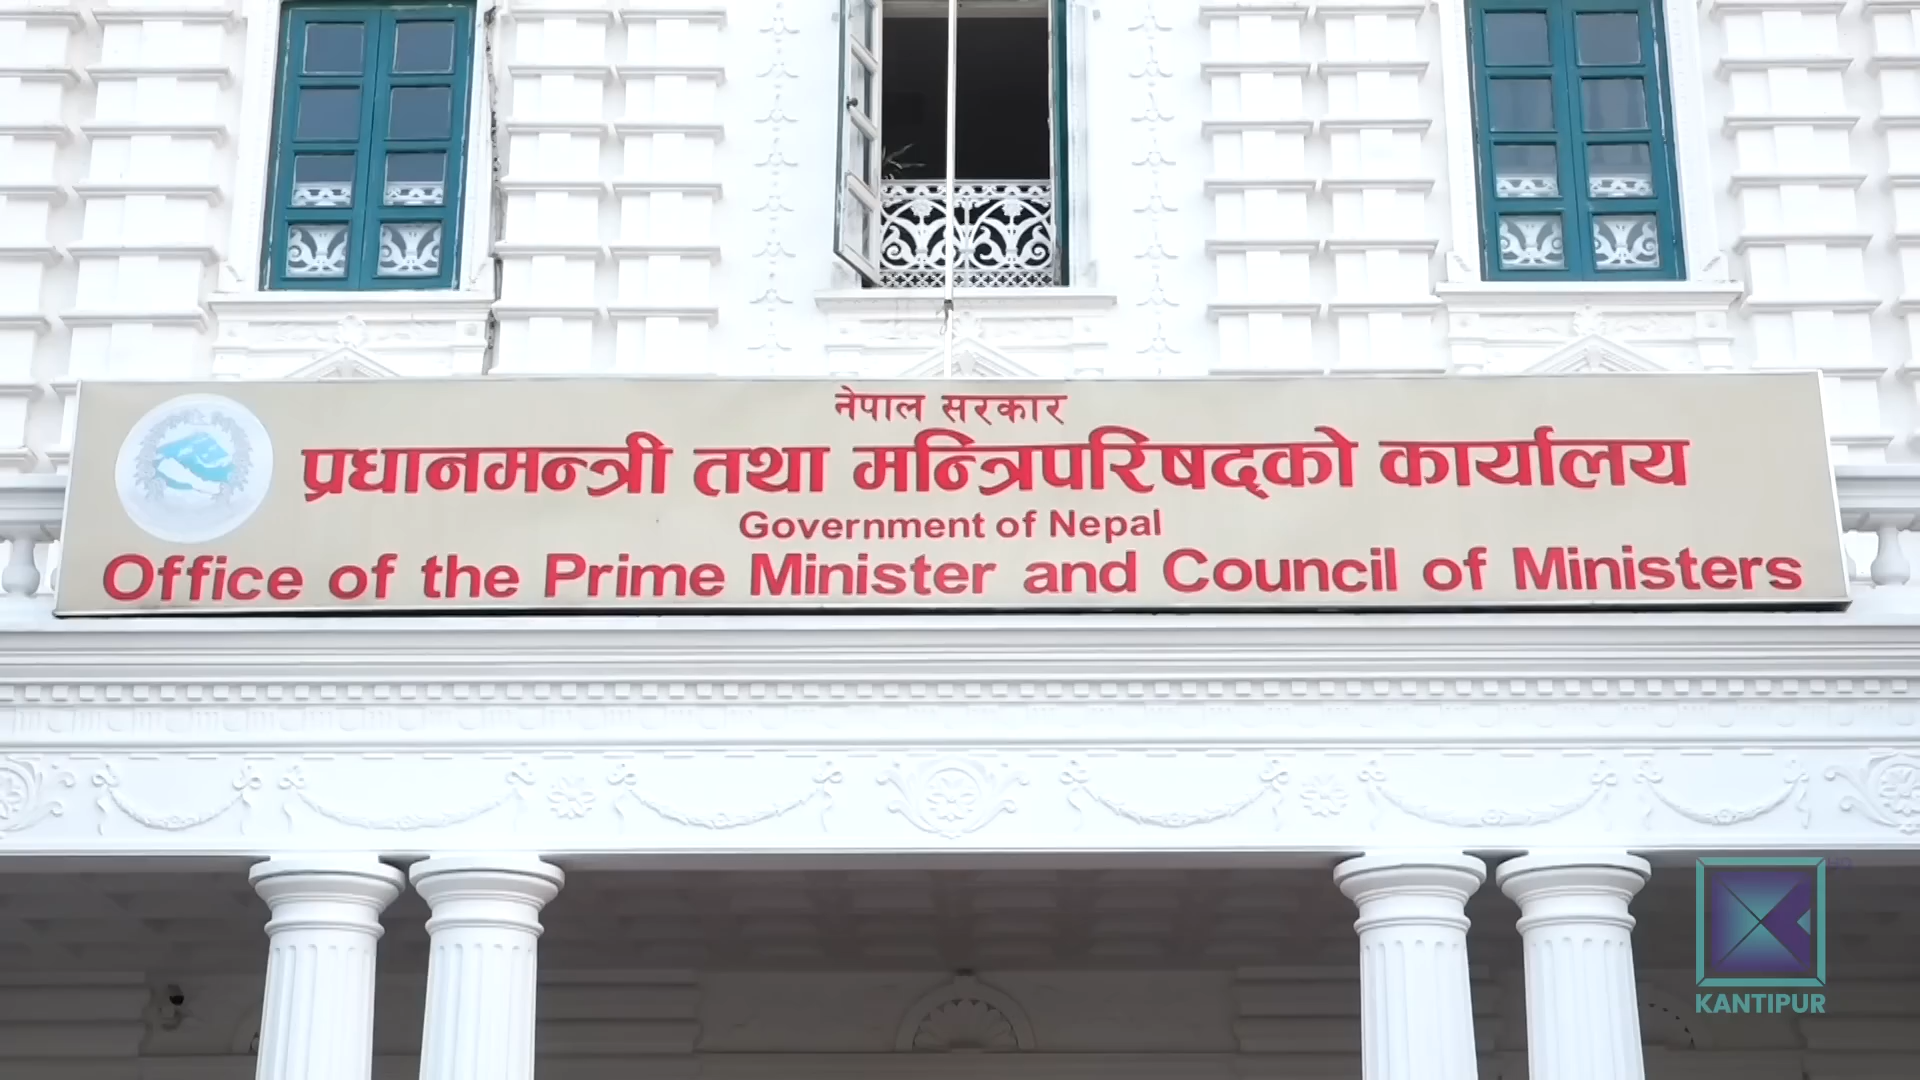 नेपाल सरकार
प्रधानमन्त्री तथा मन्त्रिपरिषद्को कार्यालय
Government of Nepal
Office of the Prime Minister and Council of Ministers
HD
KANTIPUR